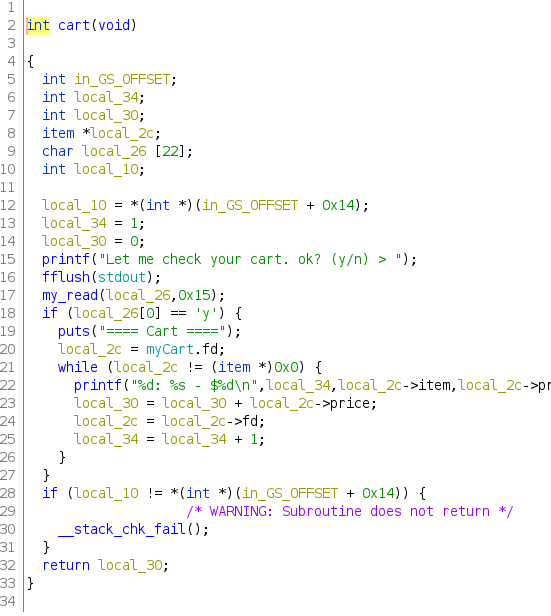 1
2 int cart(void)
3
4 {
5 int in_GS_OFFSET;
6 int local_34;
7 int local_30;
8 item *local_2c;
9 char local_26 [22];
10 int local_10;
11
12 local_10 = *(int *)(in_GS_OFFSET + 0x14);
13 local_34 = 1;
14 local_30 = 0;
15 printf("Let me check your cart. ok? (y/n) > ");
16 fflush(stdout);
17 my_read(local_26,0x15);
18 if (local_26[0] == 'y') {
19 puts("==== Cart ====");
20 local_2c = myCart.fd;
21 while (local_2c != (item *)0x0) {
22 printf("%d: %s - $%d\n",local_34,local_2c->item,local_2c->pr
23 local_30 = local_30 + local_2c->price;
24 local_2c = local_2c->fd;
25 local_34 = local_34 + 1;
26 }
27 }
28 if (local_10 != *(int *)(in_GS_OFFSET + 0x14)) {
29 /* WARNING: Subroutine does not return */
30 __stack_chk_fail();
31 }
32 return local_30;
33 }
34